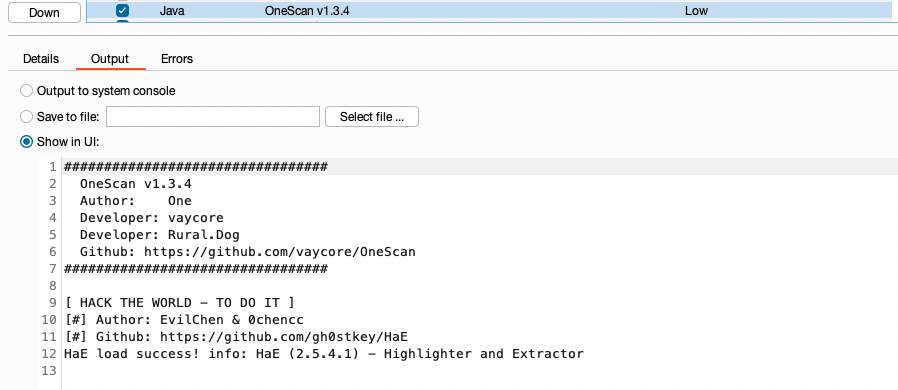 Down Java OneScan v1.3.4 Low
Details Output Errors
Output to system console
Save to file: Select file ...
Show in UI:
1 #################################
2   OneScan v1.3.4
3   Author:    One
4   Developer: vaycore
5   Developer: Rural.Dog
6   Github: https://github.com/vaycore/OneScan
7 #################################
8
9 [ HACK THE WORLD - TO DO IT ]
10 [#] Author: EvilChen & 0chencc
11 [#] Github: https://github.com/gh0stkey/HaE
12 HaE load success! info: HaE (2.5.4.1) - Highlighter and Extractor
13